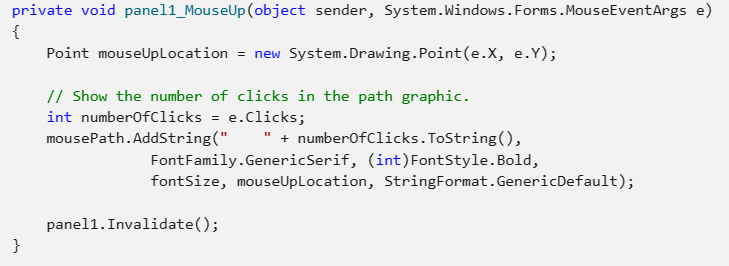 private void panel1_MouseUp(object sender, System.Windows.Forms.MouseEventArgs e)
{
    Point mouseUpLocation = new System.Drawing.Point(e.X, e.Y);

    // Show the number of clicks in the path graphic.
    int numberOfClicks = e.Clicks;
    mousePath.AddString("    " + numberOfClicks.ToString(),
                FontFamily.GenericSerif, (int)FontStyle.Bold,
                fontSize, mouseUpLocation, StringFormat.GenericDefault);

    panel1.Invalidate();
}